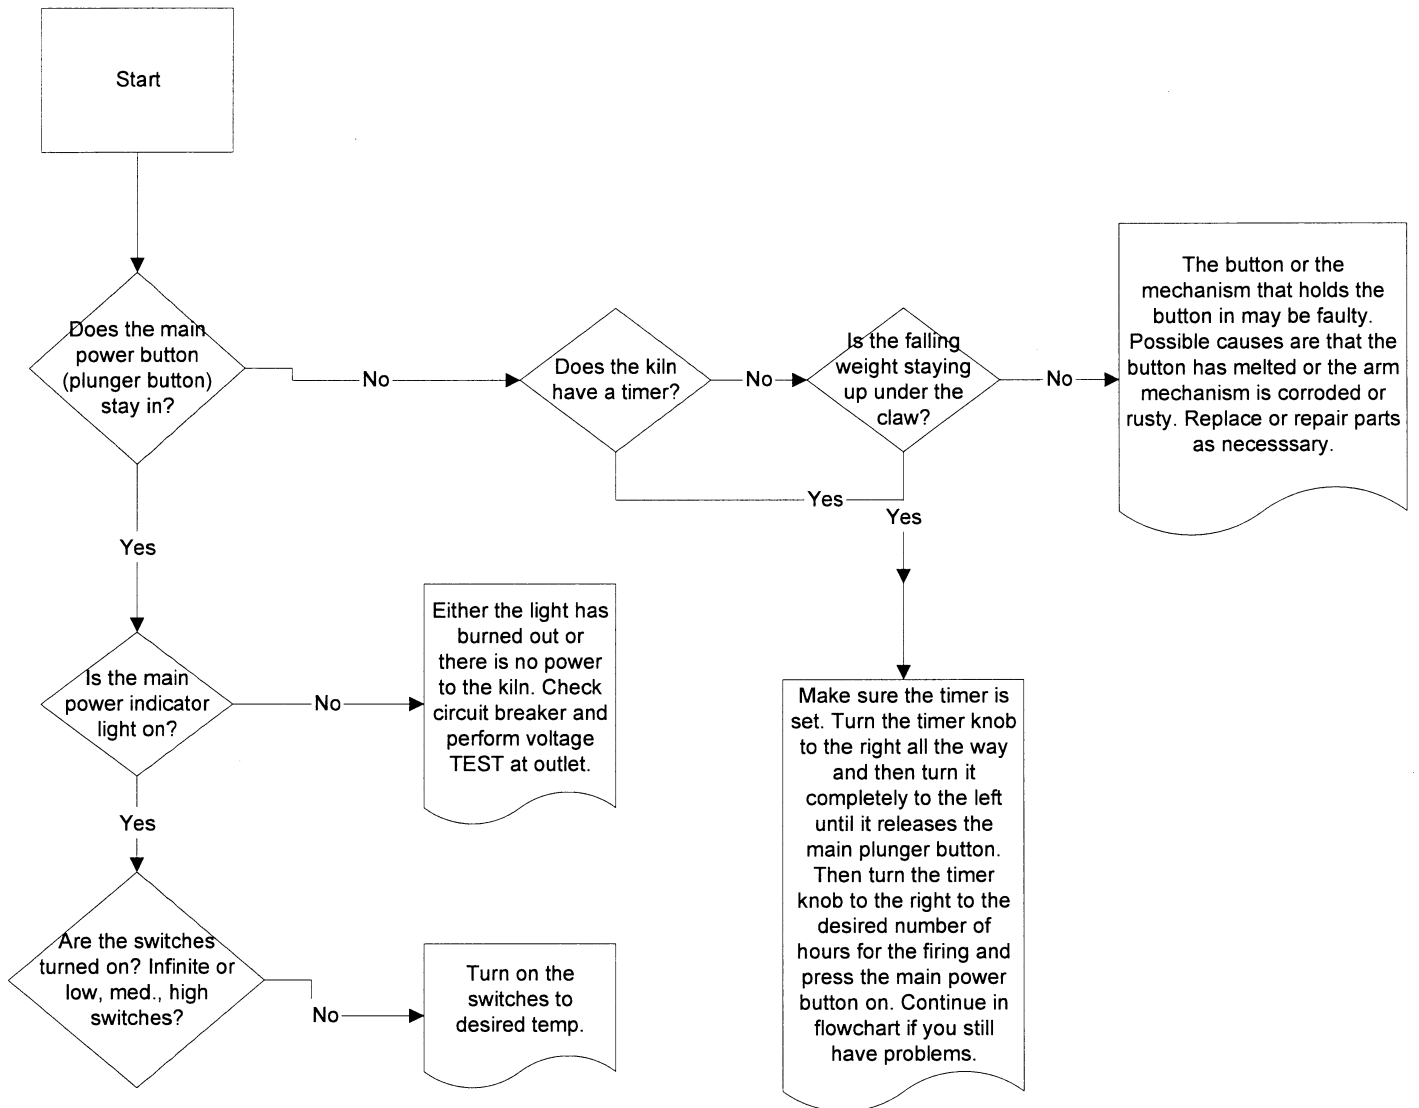 Start
Does the main
power button
(plunger button)
stay in?
No
Does the kiln
have a timer?
No
Is the falling
weight staying
up under the
claw?
No
The button or the
mechanism that holds the
button in may be faulty.
Possible causes are that the
button has melted or the arm
mechanism is corroded or
rusty. Replace or repair parts
as necesssary.
Yes
Yes
Yes
Is the main
power indicator
light on?
No
Either the light has
burned out or
there is no power
to the kiln. Check
circuit breaker and
perform voltage
TEST at outlet.
Make sure the timer is
set. Turn the timer knob
to the right all the way
and then turn it
completely to the left
until it releases the
main plunger button.
Then turn the timer
knob to the right to the
desired number of
hours for the firing and
press the main power
button on. Continue in
flowchart if you still
have problems.
Yes
Are the switches
turned on? Infinite or
low, med., high
switches?
No
Turn on the
switches to
desired temp.